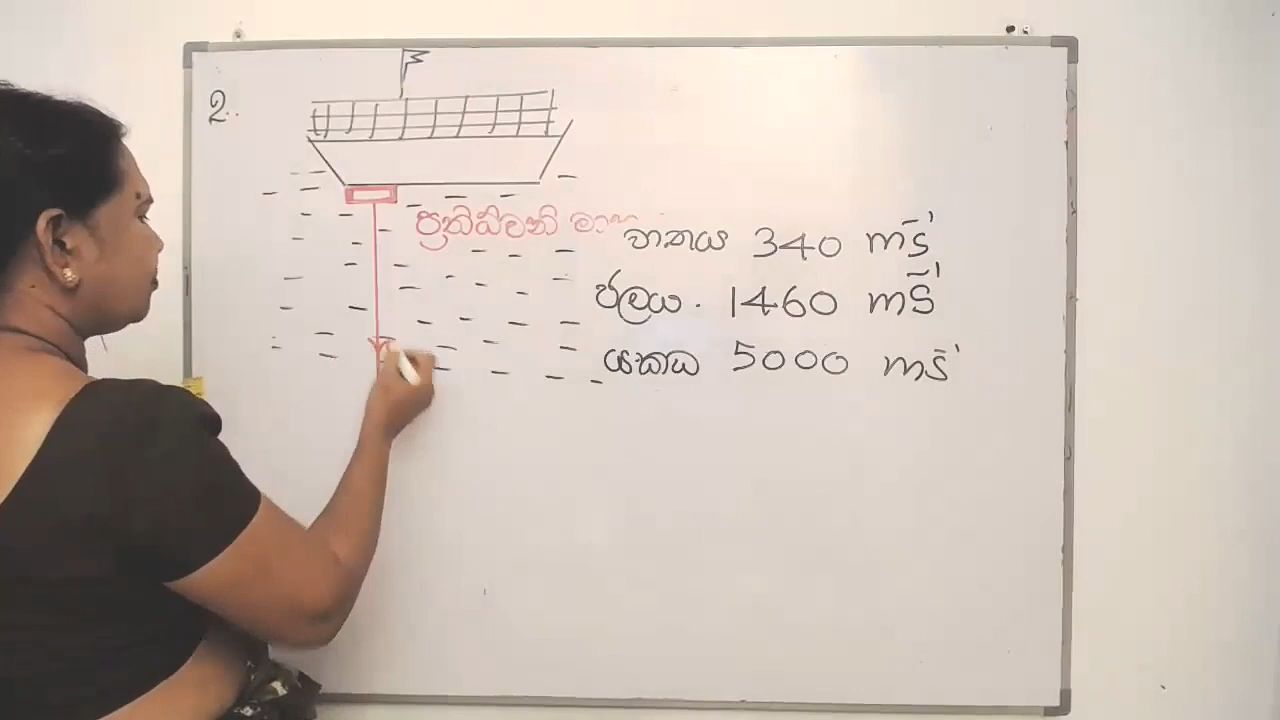 2.
ප්‍රතිධ්වනි
වාතය 340 ms⁻¹
ජලය. 1460 ms⁻¹
යකඩ 5000 ms⁻¹